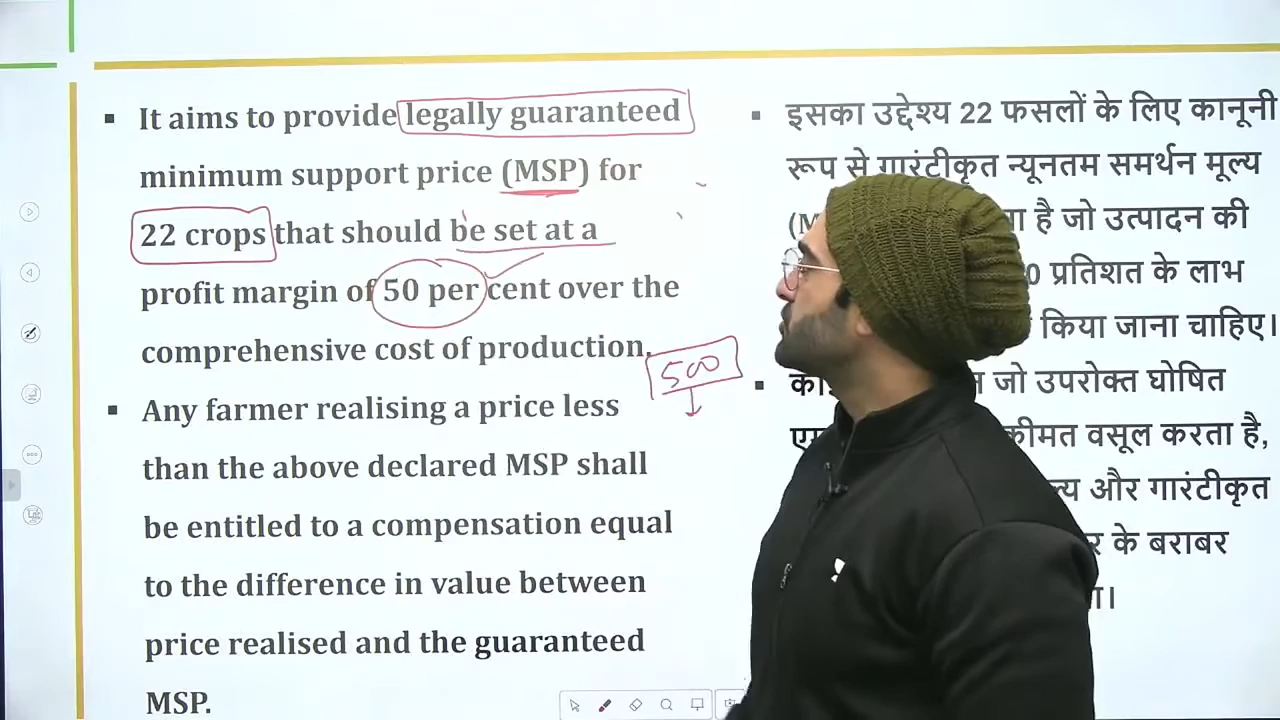 ▪ It aims to provide legally guaranteed
minimum support price (MSP) for
22 crops that should be set at a
profit margin of 50 per cent over the
comprehensive cost of production.
500
▪ Any farmer realising a price less
than the above declared MSP shall
be entitled to a compensation equal
to the difference in value between
price realised and the guaranteed
MSP.
▪ इसका उद्देश्य 22 फसलों के लिए कानूनी
रूप से गारंटीकृत न्यूनतम समर्थन मूल्य
है जो उत्पादन की
प्रतिशत के लाभ
किया जाना चाहिए।
▪ जो उपरोक्त घोषित
कीमत वसूल करता है,
और गारंटीकृत
के बराबर